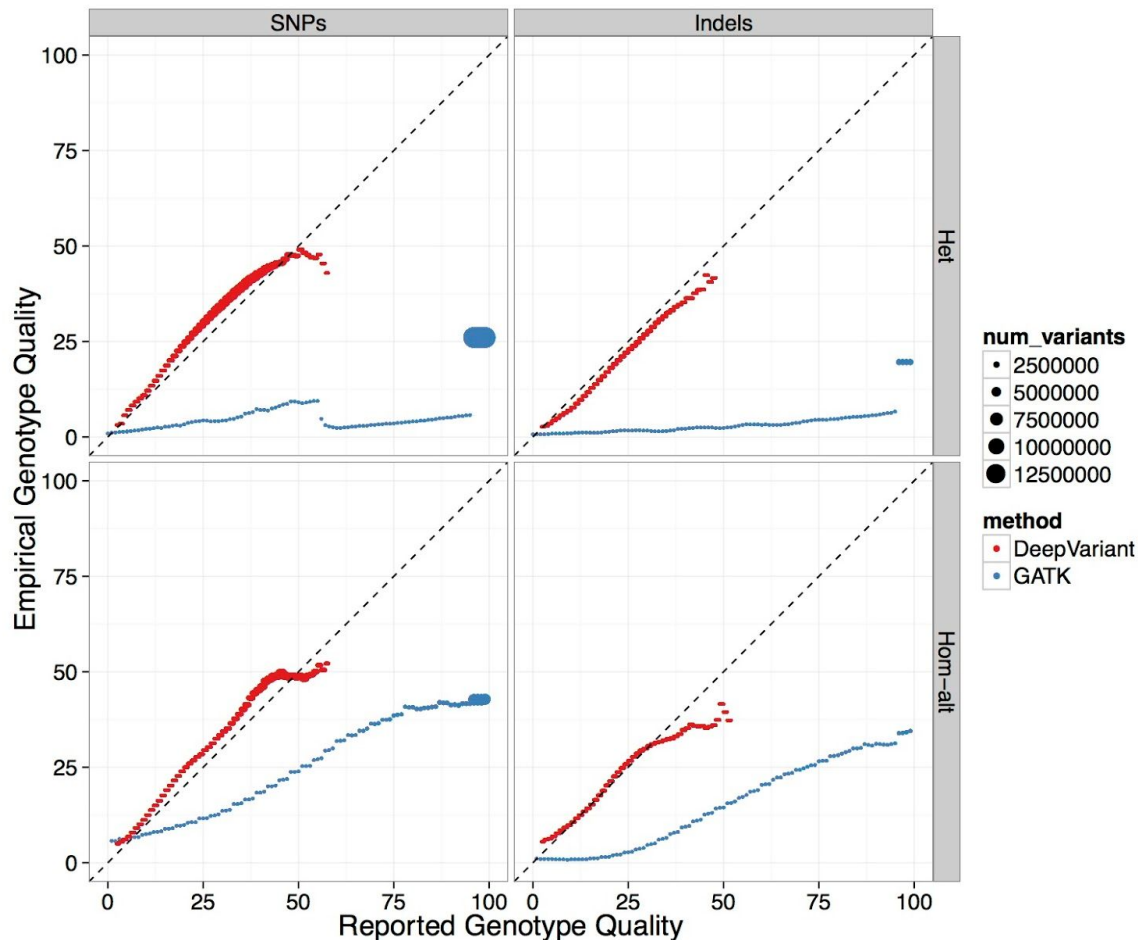 SNPs
Indels
100
75
50
25
0
Het
100
75
50
25
0
Hom-alt
0
25
50
75
100
0
25
50
75
100
Empirical Genotype Quality
Reported Genotype Quality
num_variants
2500000
5000000
7500000
10000000
12500000
method
DeepVariant
GATK